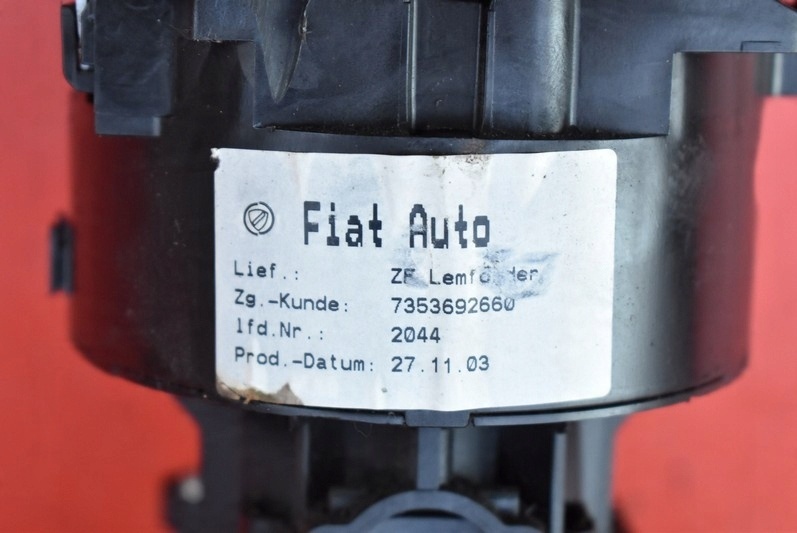 Fiat Auto
Lief.: ZF Lemförder
Zg.-Kunde: 7353692660
lfd.Nr.: 2044
Prod.-Datum: 27.11.03